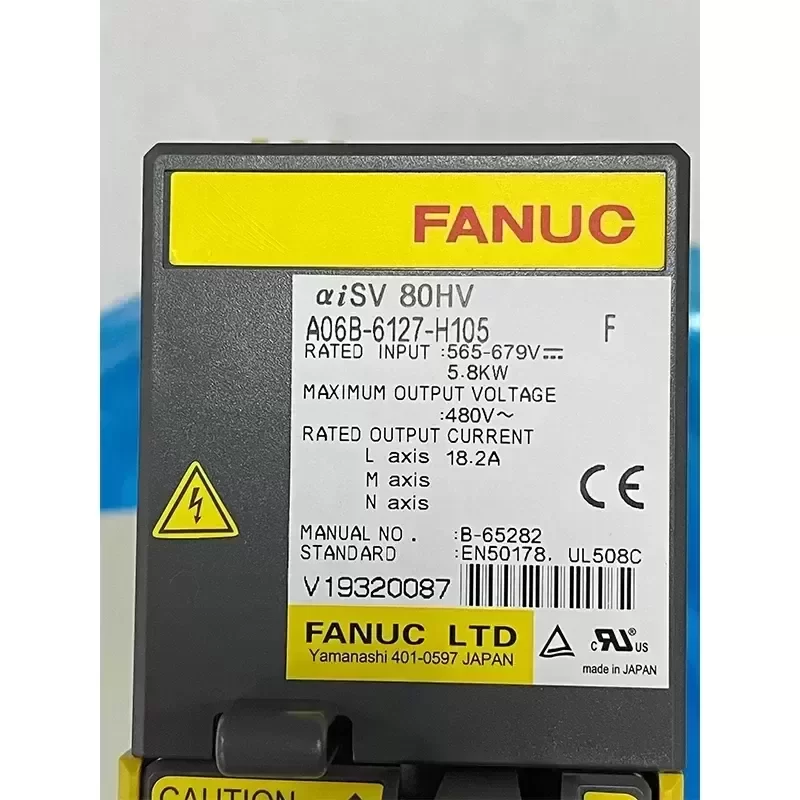 FANUC
αiSV 80HV
A06B-6127-H105 F
RATED INPUT :565-679V⎓
5.8KW
MAXIMUM OUTPUT VOLTAGE
:480V～
RATED OUTPUT CURRENT
L axis 18.2A
M axis
N axis
CE
MANUAL NO. :B-65282
STANDARD :EN50178, UL508C
V19320087
FANUC LTD
Yamanashi 401-0597 JAPAN
c RU US
made in JAPAN
CAUTION